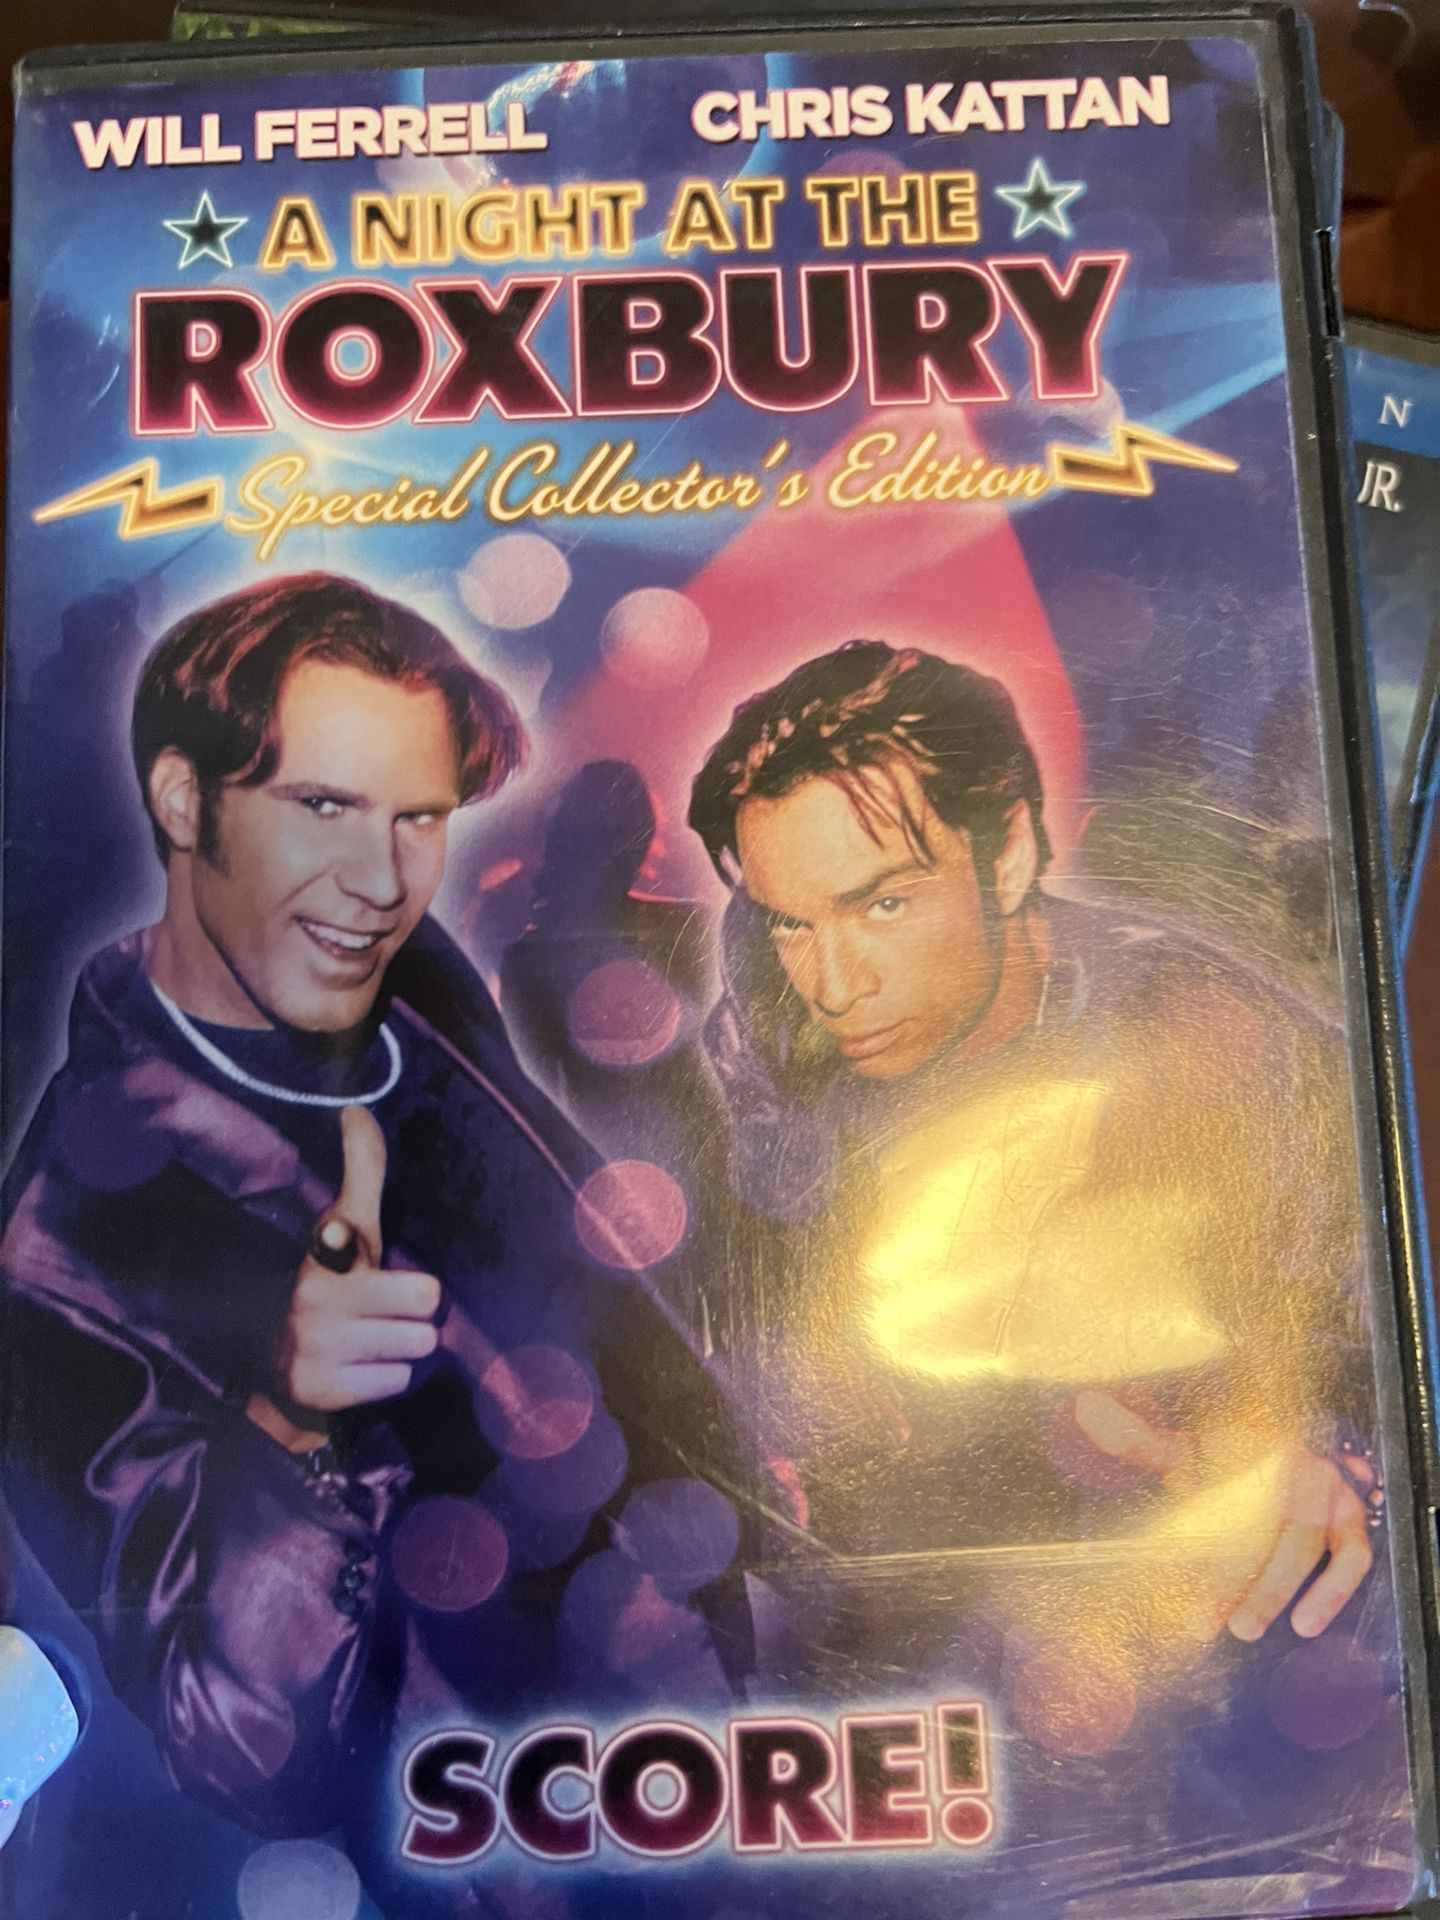 WILL FERRELL CHRIS KATTAN
A NIGHT AT THE
ROXBURY
Special Collector's Edition
N
JR.
SCORE!